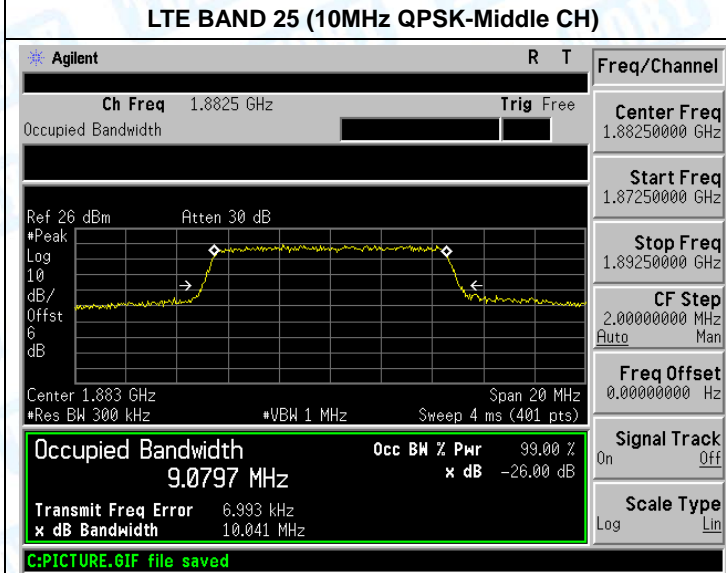 LTE BAND 25 (10MHz QPSK-Middle CH)
Agilent R T
Freq/Channel
Ch Freq 1.8825 GHz Trig Free
Occupied Bandwidth
Center Freq
1.88250000 GHz
Start Freq
1.87250000 GHz
Stop Freq
1.89250000 GHz
CF Step
2.00000000 MHz
Auto Man
Freq Offset
0.00000000 Hz
Signal Track
On Off
Scale Type
Log Lin
Ref 26 dBm Atten 30 dB
#Peak
Log
10
dB/
Offst
6
dB
Center 1.883 GHz Span 20 MHz
#Res BW 300 kHz #VBW 1 MHz Sweep 4 ms (401 pts)
Occupied Bandwidth Occ BW % Pwr 99.00 %
9.0797 MHz x dB -26.00 dB
Transmit Freq Error 6.993 kHz
x dB Bandwidth 10.041 MHz
C:PICTURE.GIF file saved